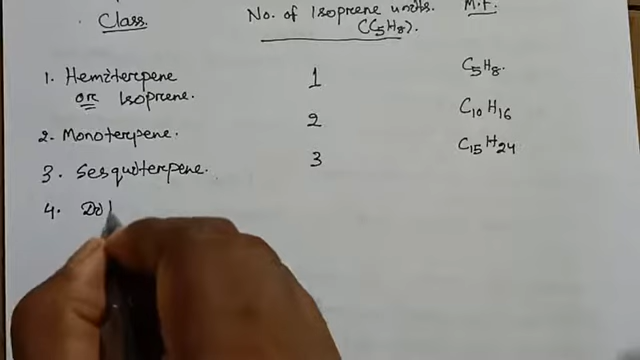 Class. No. of Isoprene units. M.F.
(C5H8).
1. Hemiterpene 1 C5H8.
or Isoprene.
2. Monoterpene. 2 C10H16
3. Sesquiterpene. 3 C15H24
4.